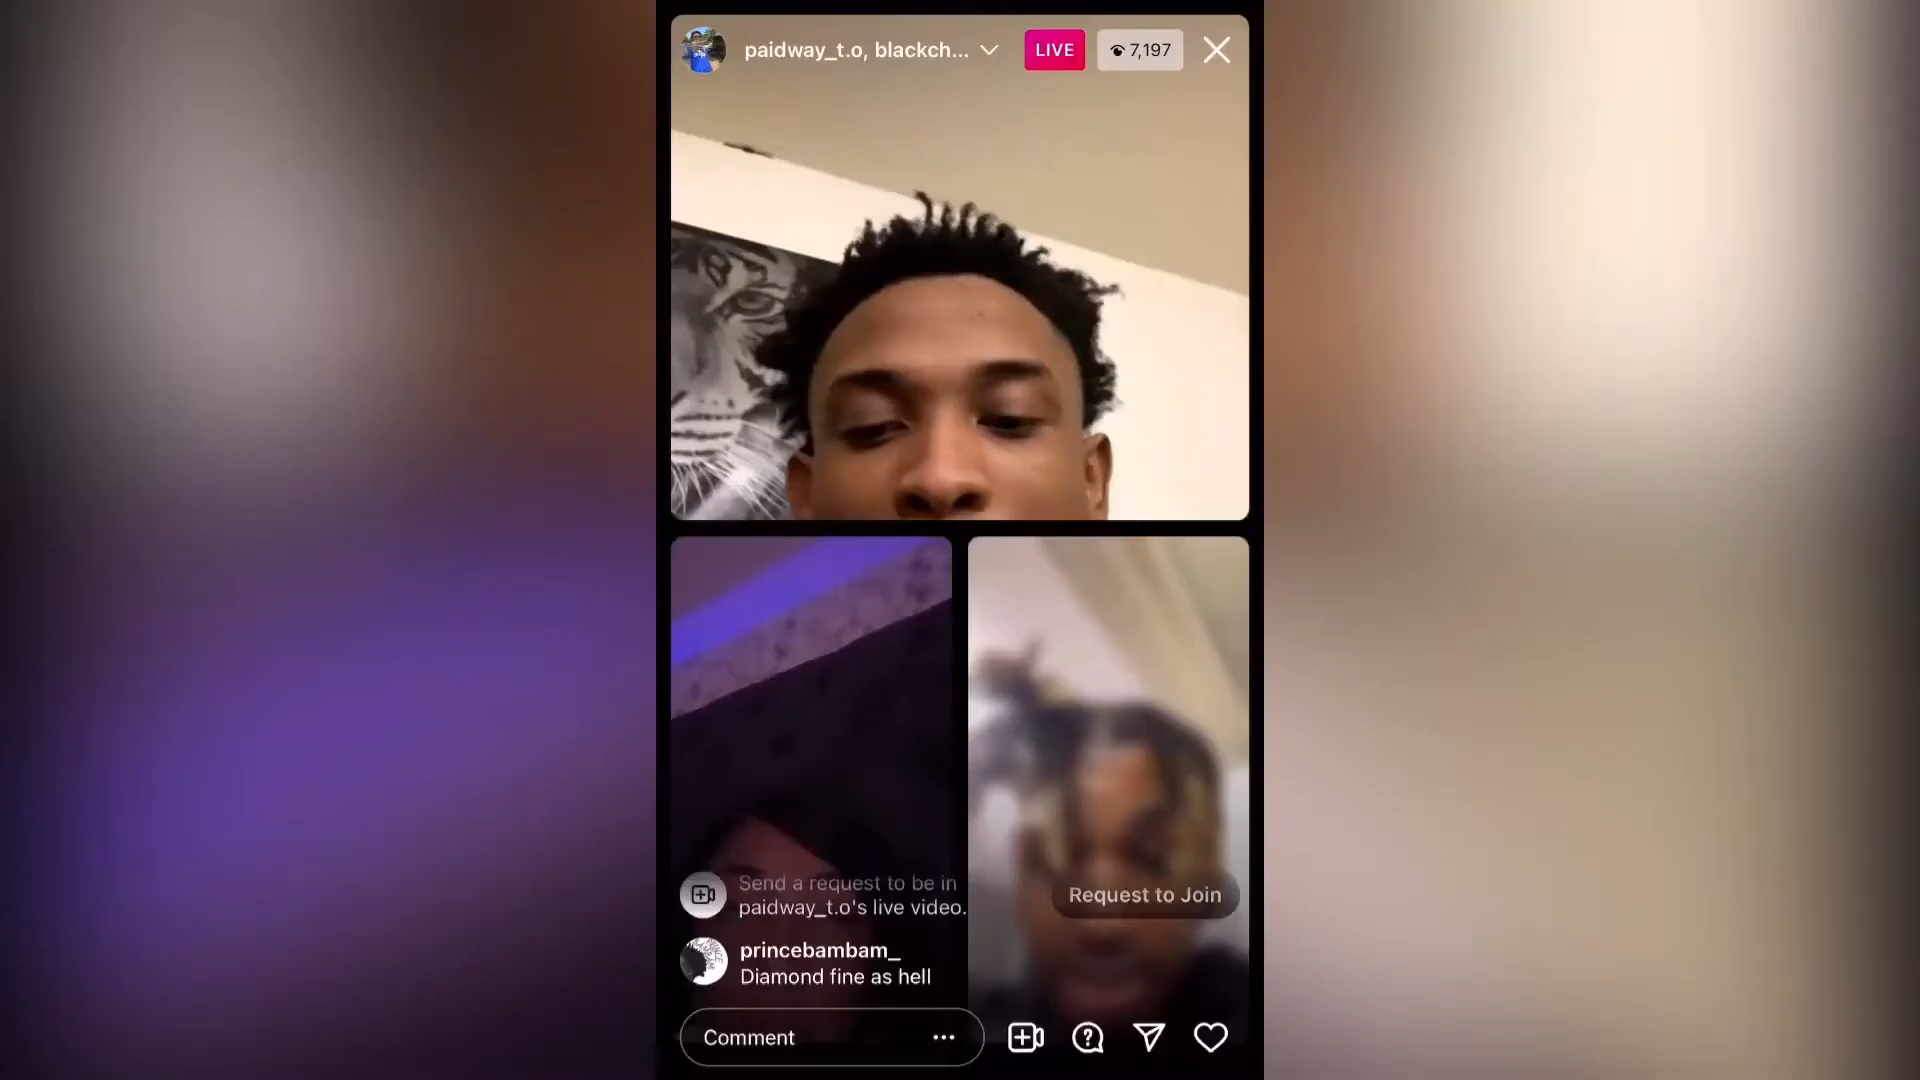 paidway_t.o, blackch...
LIVE
7,197
Send a request to be in
paidway_t.o's live video.
Request to Join
princebambam_
Diamond fine as hell
Comment